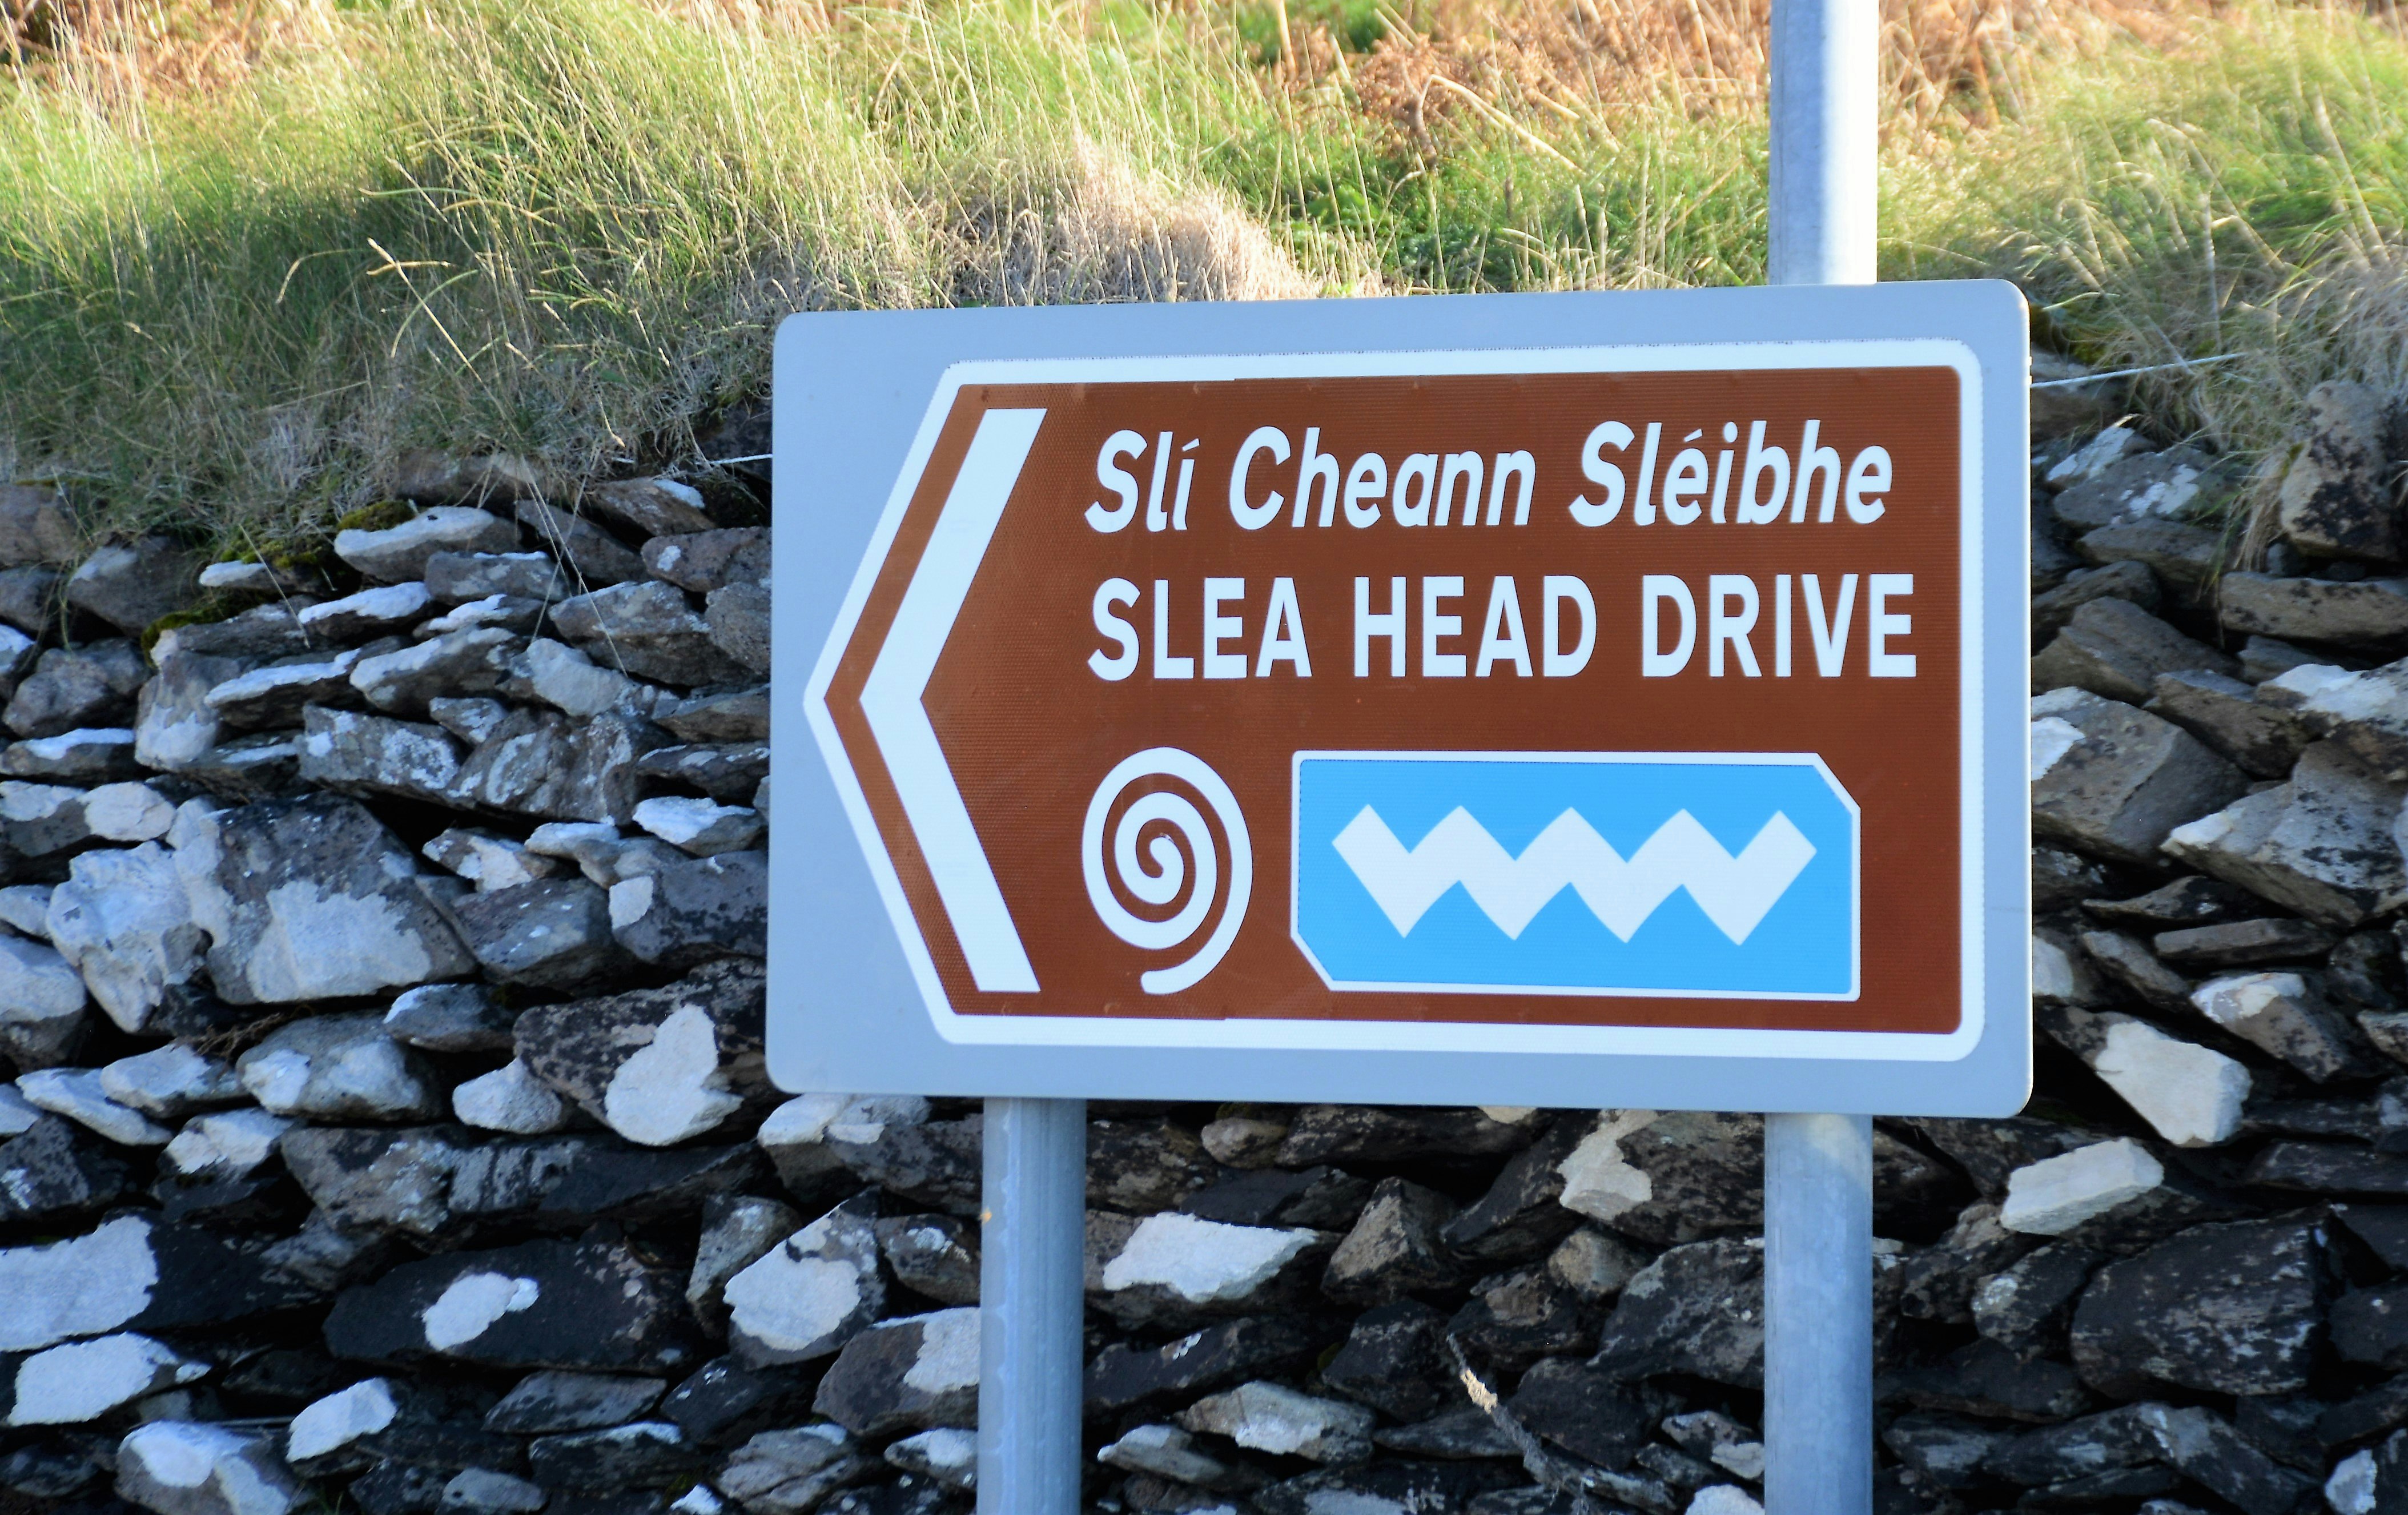 Slí Cheann Sléibhe
SLEA HEAD DRIVE